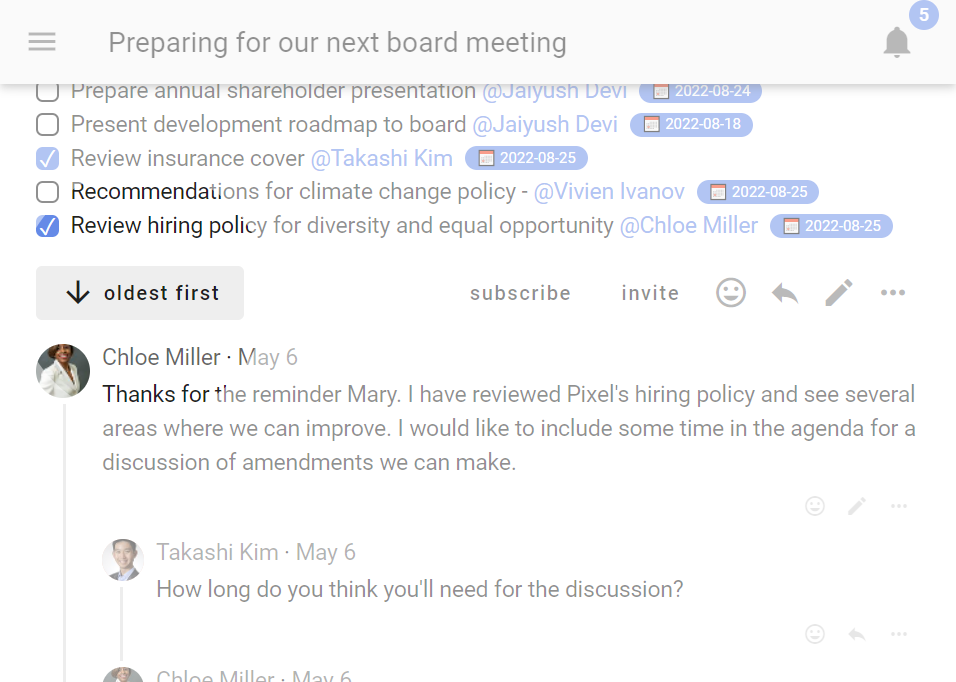 Preparing for our next board meeting
5
Prepare annual shareholder presentation @Jaiyush Devi 2022-08-24
Present development roadmap to board @Jaiyush Devi 2022-08-18
Review insurance cover @Takashi Kim 2022-08-25
Recommendations for climate change policy - @Vivien Ivanov 2022-08-25
Review hiring policy for diversity and equal opportunity @Chloe Miller 2022-08-25
oldest first subscribe invite
Chloe Miller · May 6
Thanks for the reminder Mary. I have reviewed Pixel's hiring policy and see several
areas where we can improve. I would like to include some time in the agenda for a
discussion of amendments we can make.
Takashi Kim · May 6
How long do you think you'll need for the discussion?
Chloe Miller · May 6